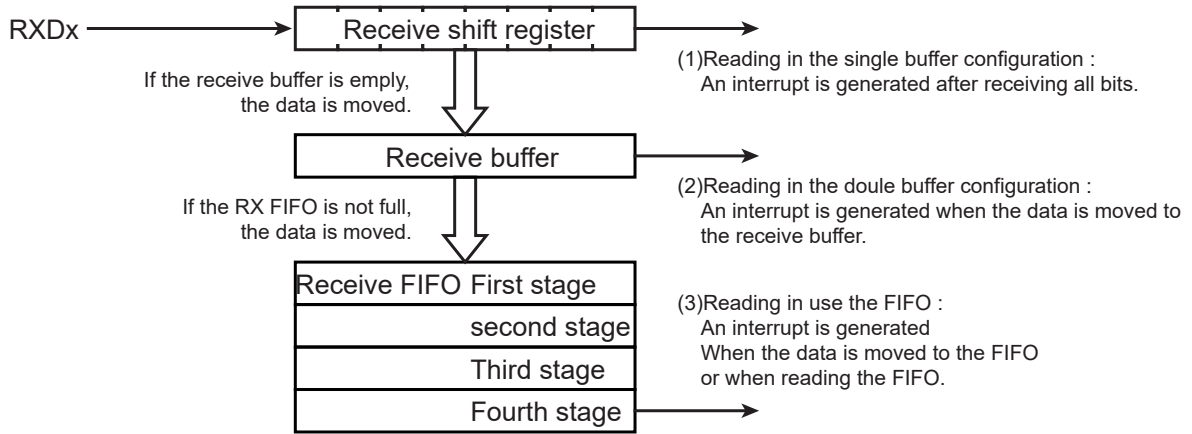 RXDx
Receive shift register
(1)Reading in the single buffer configuration :
An interrupt is generated after receiving all bits.
If the receive buffer is emply,
the data is moved.
Receive buffer
(2)Reading in the doule buffer configuration :
An interrupt is generated when the data is moved to
the receive buffer.
If the RX FIFO is not full,
the data is moved.
Receive FIFO First stage
second stage
Third stage
Fourth stage
(3)Reading in use the FIFO :
An interrupt is generated
When the data is moved to the FIFO
or when reading the FIFO.